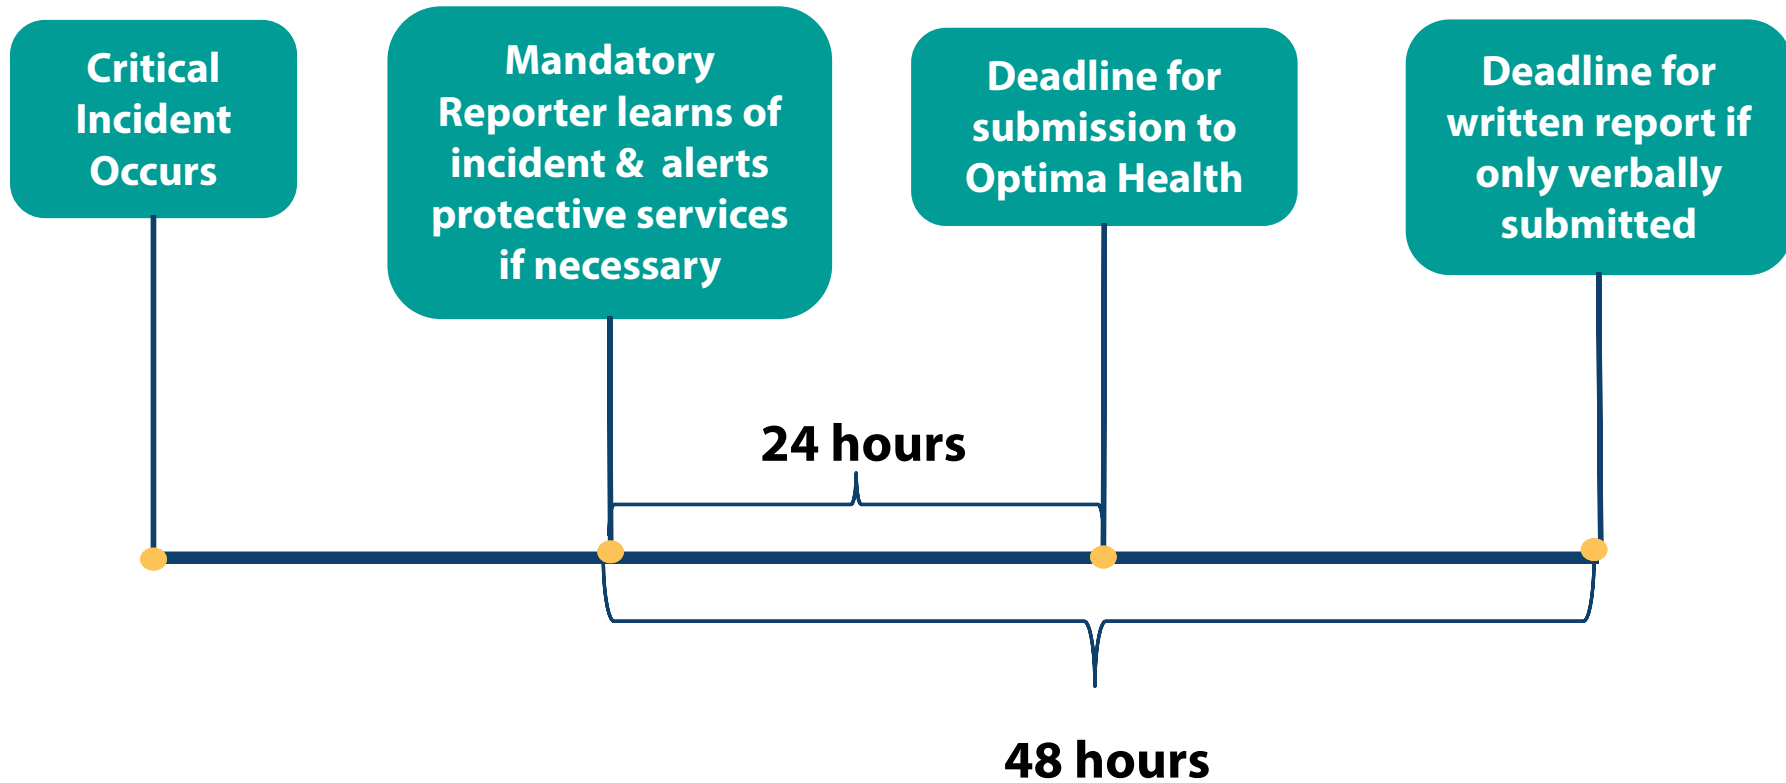 Critical
Incident
Occurs
Mandatory
Reporter learns of
incident & alerts
protective services
if necessary
Deadline for
submission to
Optima Health
Deadline for
written report if
only verbally
submitted
24 hours
48 hours